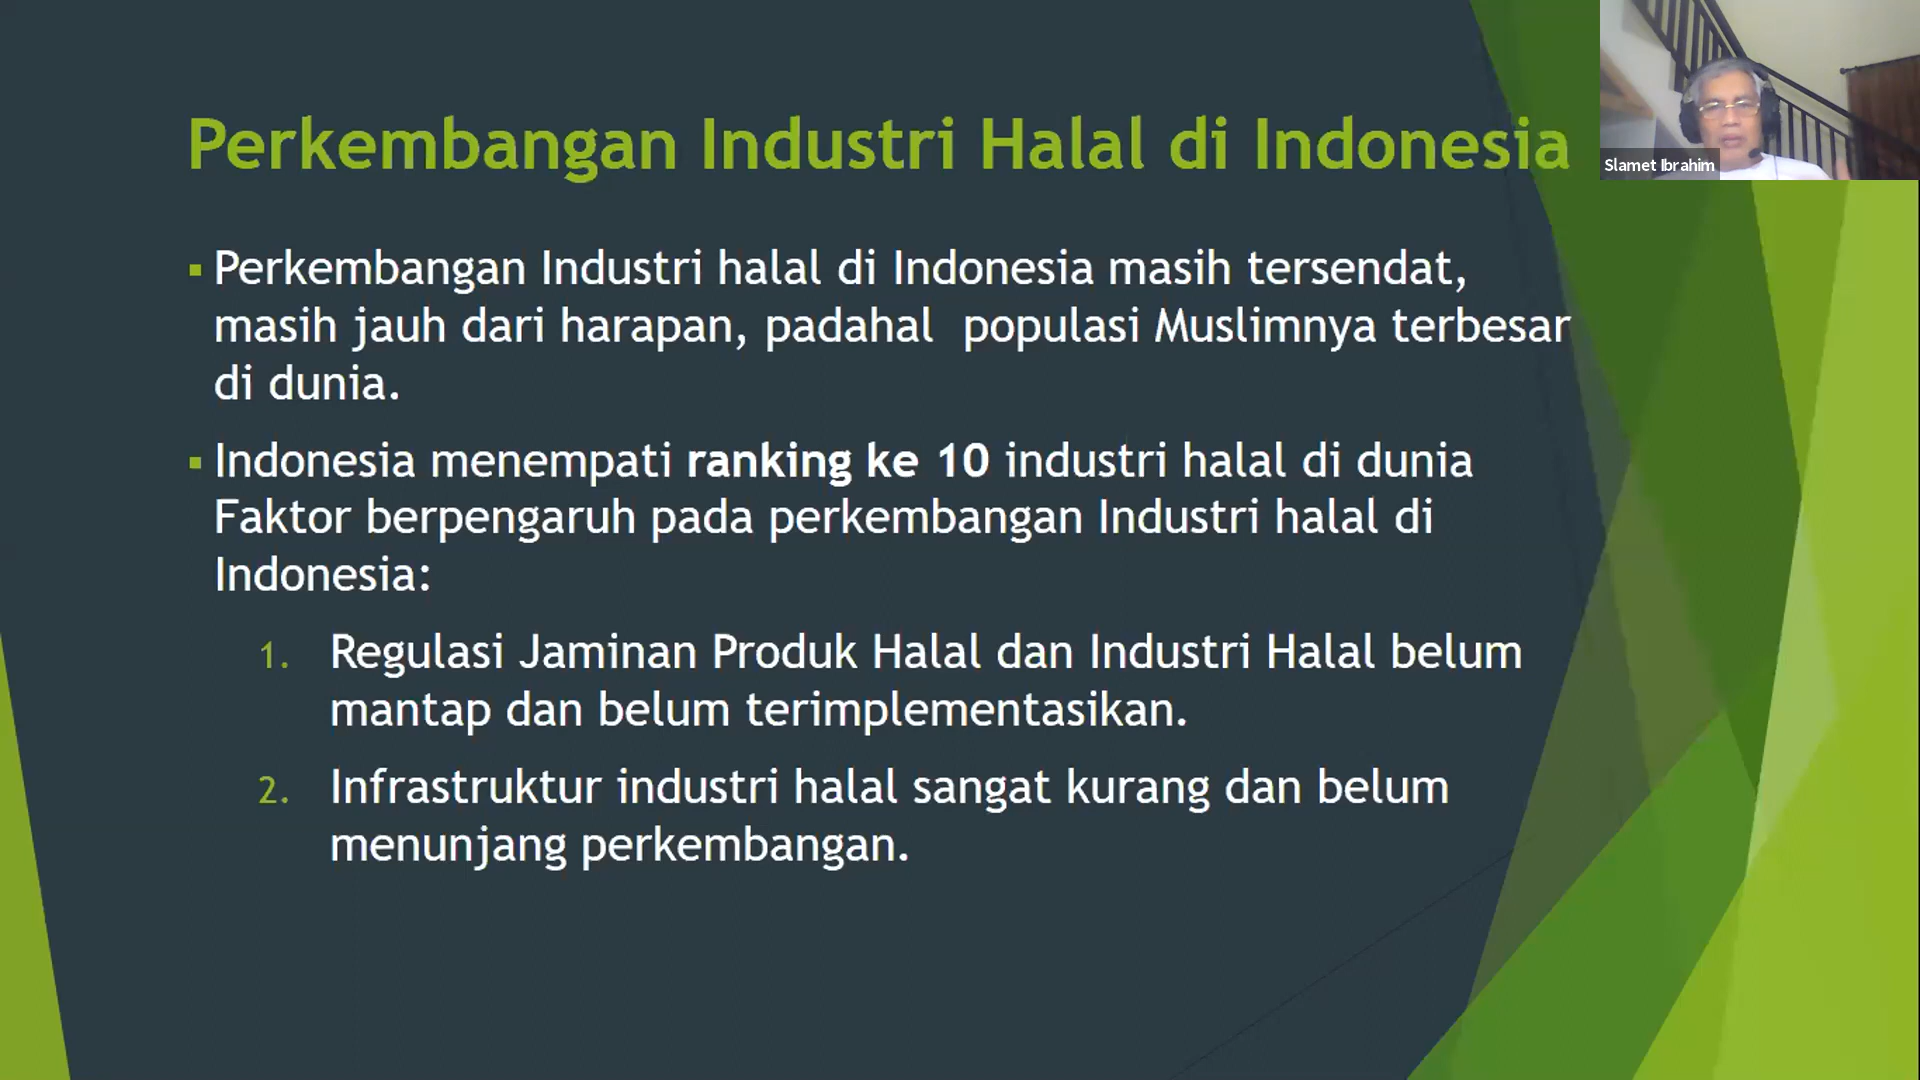 Perkembangan Industri Halal di Indonesia
Slamet Ibrahim
▪ Perkembangan Industri halal di Indonesia masih tersendat,
masih jauh dari harapan, padahal populasi Muslimnya terbesar
di dunia.
▪ Indonesia menempati ranking ke 10 industri halal di dunia
Faktor berpengaruh pada perkembangan Industri halal di
Indonesia:
1. Regulasi Jaminan Produk Halal dan Industri Halal belum
mantap dan belum terimplementasikan.
2. Infrastruktur industri halal sangat kurang dan belum
menunjang perkembangan.